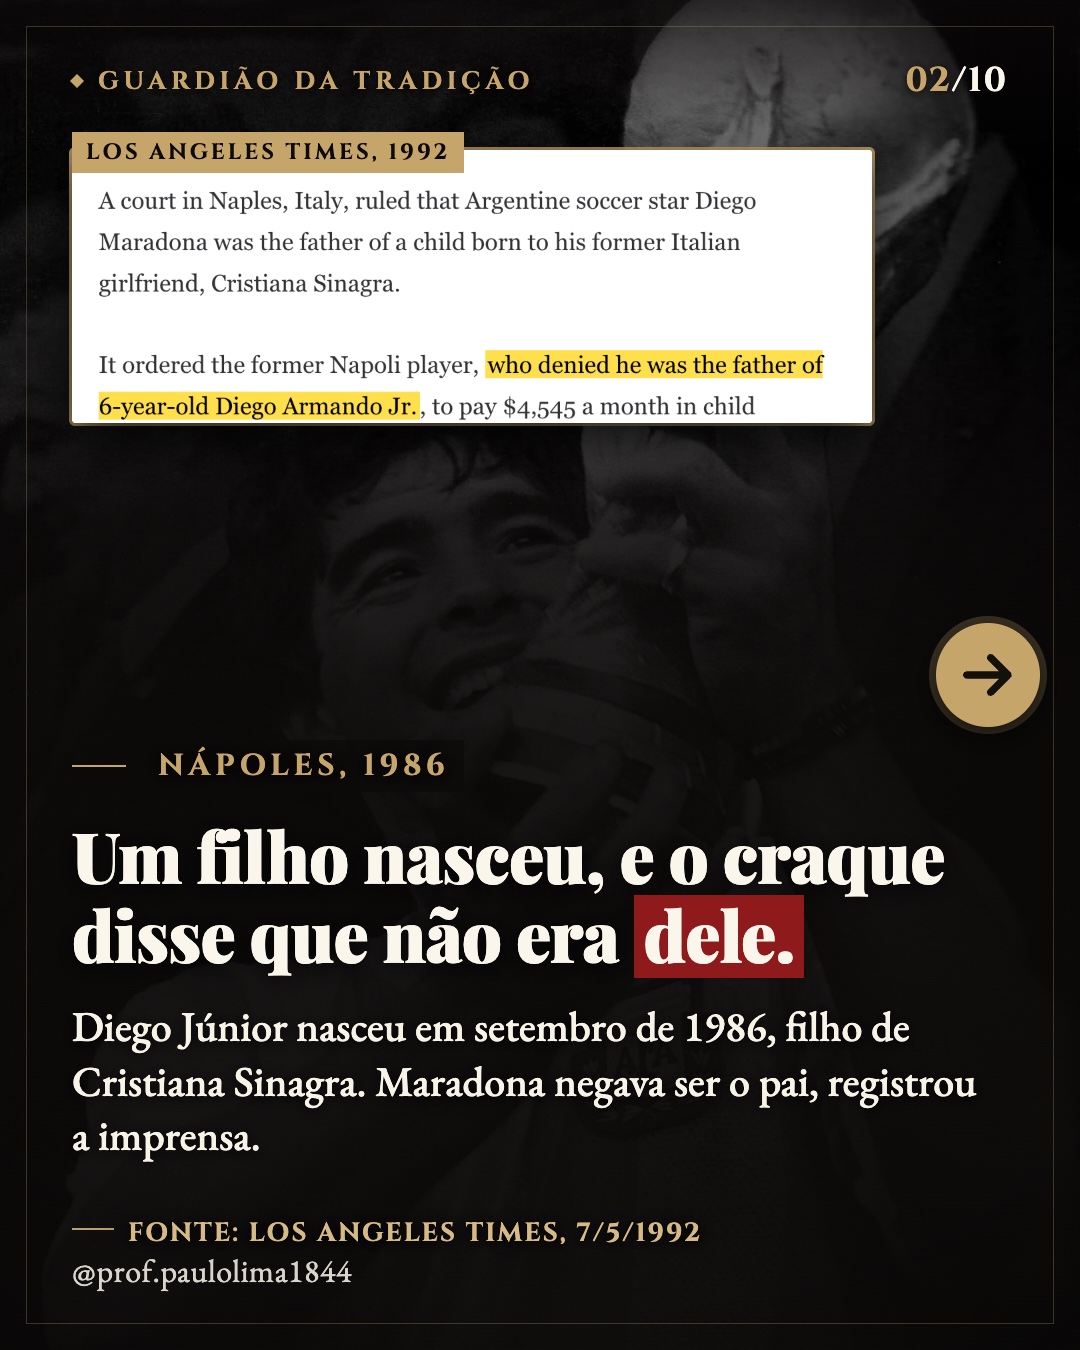 GUARDIÃO DA TRADIÇÃO
02/10
LOS ANGELES TIMES, 1992
A court in Naples, Italy, ruled that Argentine soccer star Diego
Maradona was the father of a child born to his former Italian
girlfriend, Cristiana Sinagra.
It ordered the former Napoli player, who denied he was the father of
6-year-old Diego Armando Jr., to pay $4,545 a month in child
NÁPOLES, 1986
Um filho nasceu, e o craque
disse que não era dele.
Diego Júnior nasceu em setembro de 1986, filho de
Cristiana Sinagra. Maradona negava ser o pai, registrou
a imprensa.
FONTE: LOS ANGELES TIMES, 7/5/1992
@prof.paulolima1844